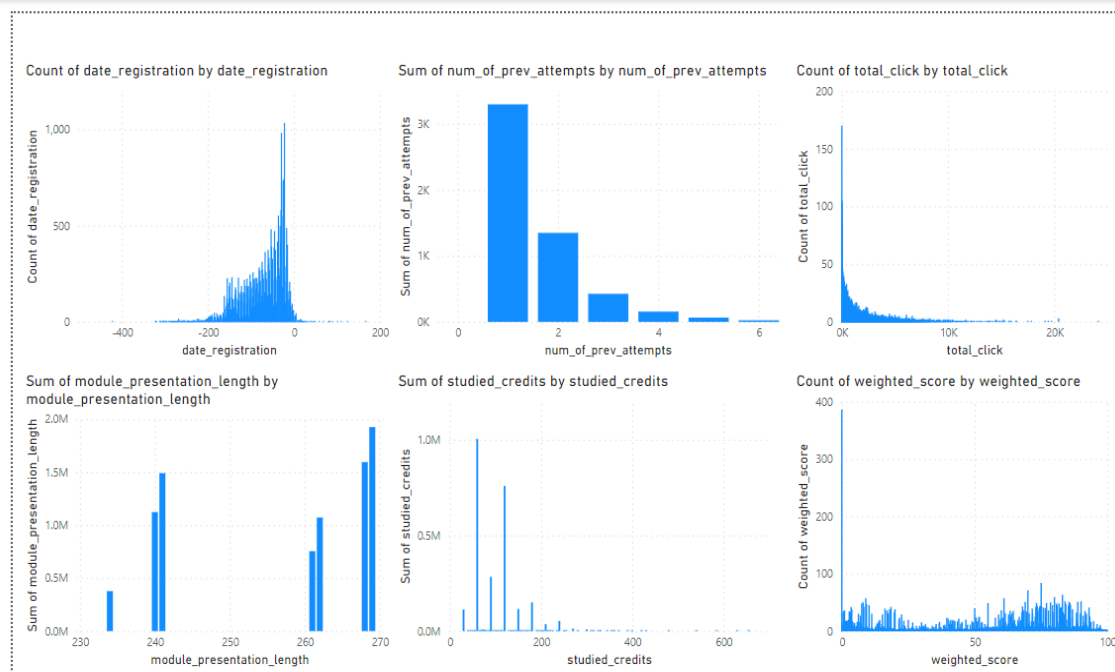 Count of date_registration by date_registration
Count of date_registration
1,000
500
0
-400
-200
0
200
date_registration
Sum of num_of_prev_attempts by num_of_prev_attempts
Sum of num_of_prev_attempts
3K
2K
1K
0K
0
2
4
6
num_of_prev_attempts
Count of total_click by total_click
Count of total_click
200
150
100
50
0
0K
10K
20K
total_click
Sum of module_presentation_length by
module_presentation_length
Sum of module_presentation_length
2.0M
1.5M
1.0M
0.5M
0.0M
230
240
250
260
270
module_presentation_length
Sum of studied_credits by studied_credits
Sum of studied_credits
1.0M
0.5M
0.0M
0
200
400
600
studied_credits
Count of weighted_score by weighted_score
Count of weighted_score
400
300
200
100
0
0
50
100
weighted_score